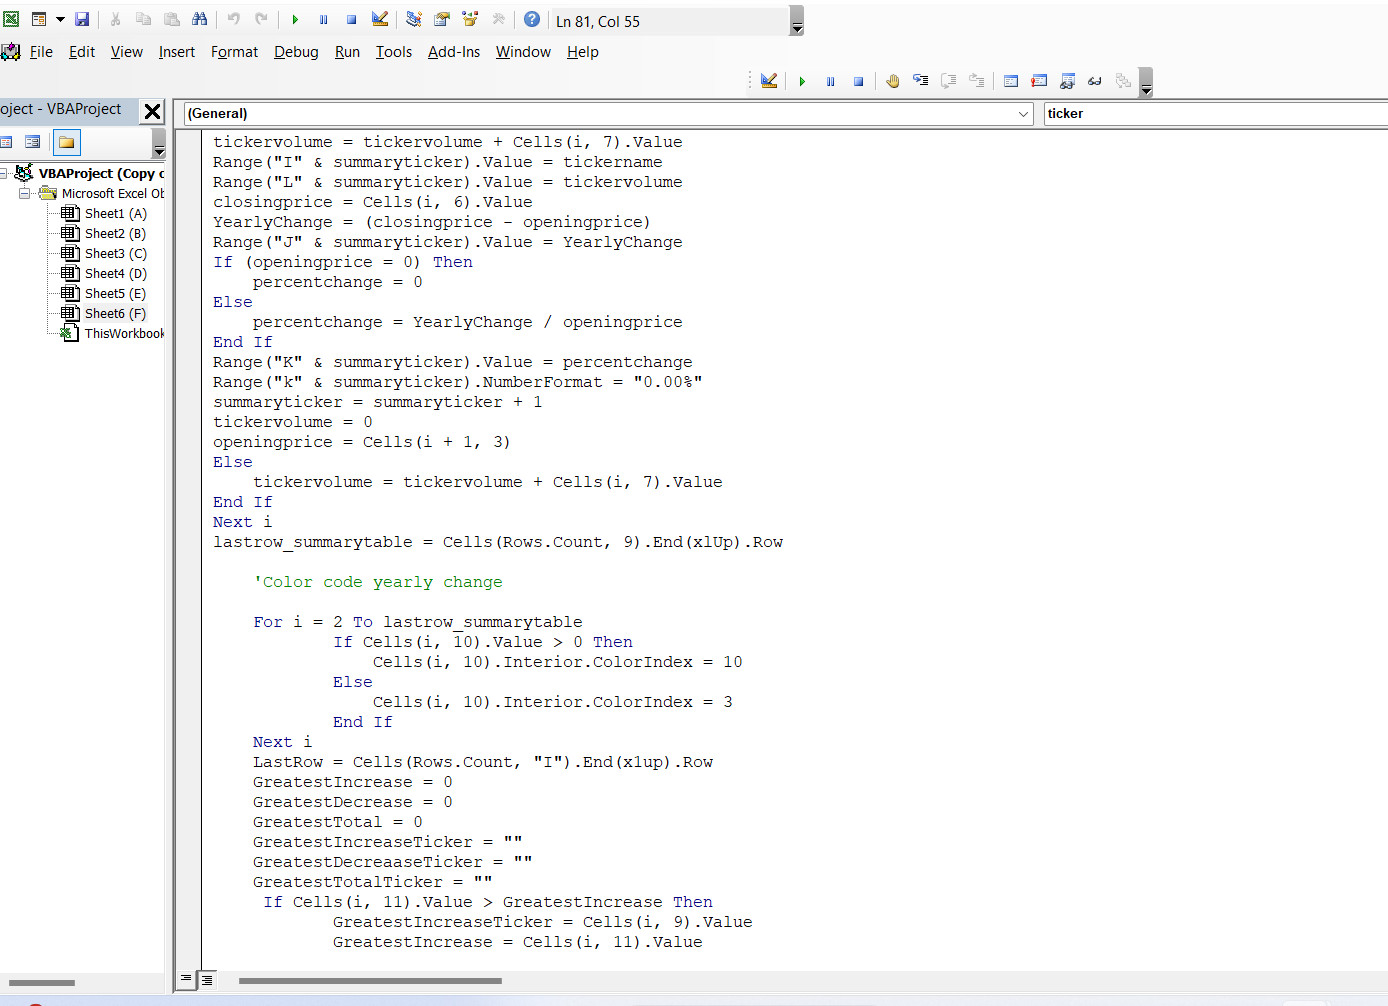 Ln 81, Col 55
File Edit View Insert Format Debug Run Tools Add-Ins Window Help
oject - VBAProject
(General)
ticker
VBAProject (Copy
Microsoft Excel Ob
Sheet1 (A)
Sheet2 (B)
Sheet3 (C)
Sheet4 (D)
Sheet5 (E)
Sheet6 (F)
ThisWorkbook
tickervolume = tickervolume + Cells(i, 7).Value
Range("I" & summaryticker).Value = tickername
Range("L" & summaryticker).Value = tickervolume
closingprice = Cells(i, 6).Value
YearlyChange = (closingprice - openingprice)
Range("J" & summaryticker).Value = YearlyChange
If (openingprice = 0) Then
percentchange = 0
Else
percentchange = YearlyChange / openingprice
End If
Range("K" & summaryticker).Value = percentchange
Range("k" & summaryticker).NumberFormat = "0.00%"
summaryticker = summaryticker + 1
tickervolume = 0
openingprice = Cells(i + 1, 3)
Else
tickervolume = tickervolume + Cells(i, 7).Value
End If
Next i
lastrow_summarytable = Cells(Rows.Count, 9).End(x1Up).Row
'Color code yearly change
For i = 2 To lastrow_summarytable
If Cells(i, 10).Value > 0 Then
Cells(i, 10).Interior.ColorIndex = 10
Else
Cells(i, 10).Interior.ColorIndex = 3
End If
Next i
LastRow = Cells(Rows.Count, "I").End(x1up).Row
GreatestIncrease = 0
GreatestDecrease = 0
GreatestTotal = 0
GreatestIncreaseTicker = ""
GreatestDecreaaseTicker = ""
GreatestTotalTicker = ""
If Cells(i, 11).Value > GreatestIncrease Then
GreatestIncreaseTicker = Cells(i, 9).Value
GreatestIncrease = Cells(i, 11).Value